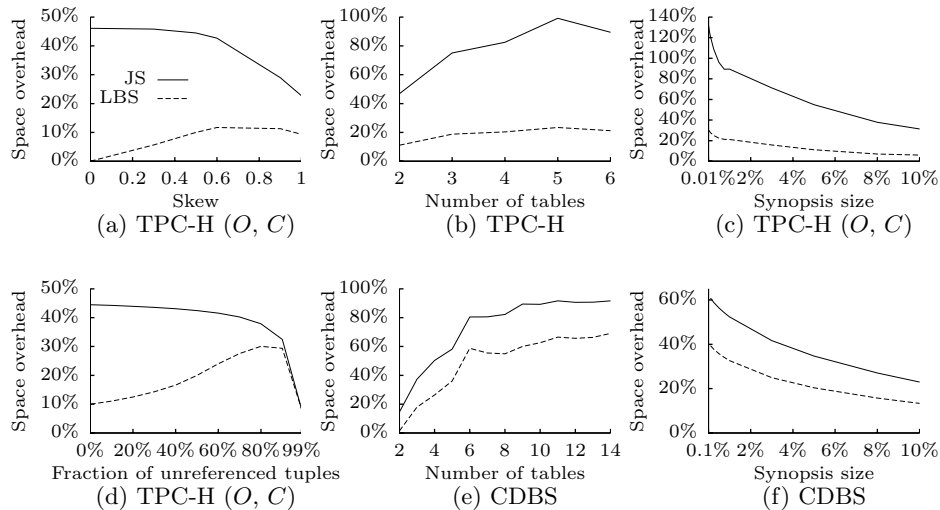 Space overhead
50%
40%
30%
20%
10%
0%
JS
LBS
0 0.2 0.4 0.6 0.8 1
Skew
(a) TPC-H (O, C)
Space overhead
100%
80%
60%
40%
20%
0%
2 3 4 5 6
Number of tables
(b) TPC-H
Space overhead
140%
120%
100%
80%
60%
40%
20%
0%
0.01% 2% 4% 6% 8% 10%
Synopsis size
(c) TPC-H (O, C)
Space overhead
50%
40%
30%
20%
10%
0%
0% 20% 40% 60% 80% 99%
Fraction of unreferenced tuples
(d) TPC-H (O, C)
Space overhead
100%
80%
60%
40%
20%
0%
2 4 6 8 10 12 14
Number of tables
(e) CDBS
Space overhead
60%
40%
20%
0%
0.1% 2% 4% 6% 8% 10%
Synopsis size
(f) CDBS